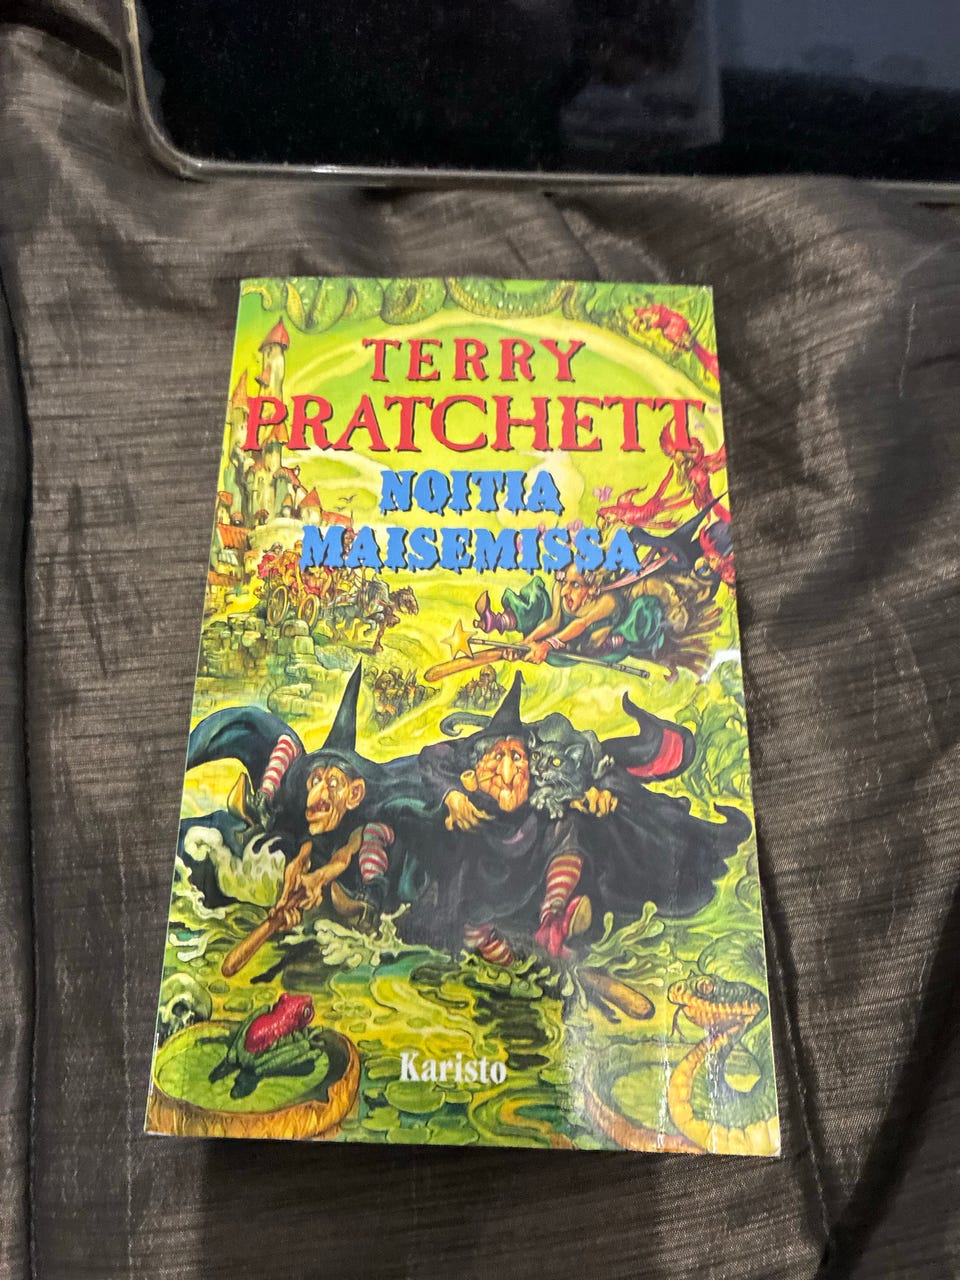 TERRY
PRATCHETT
NOITIA
MAISEMISSA
Karisto